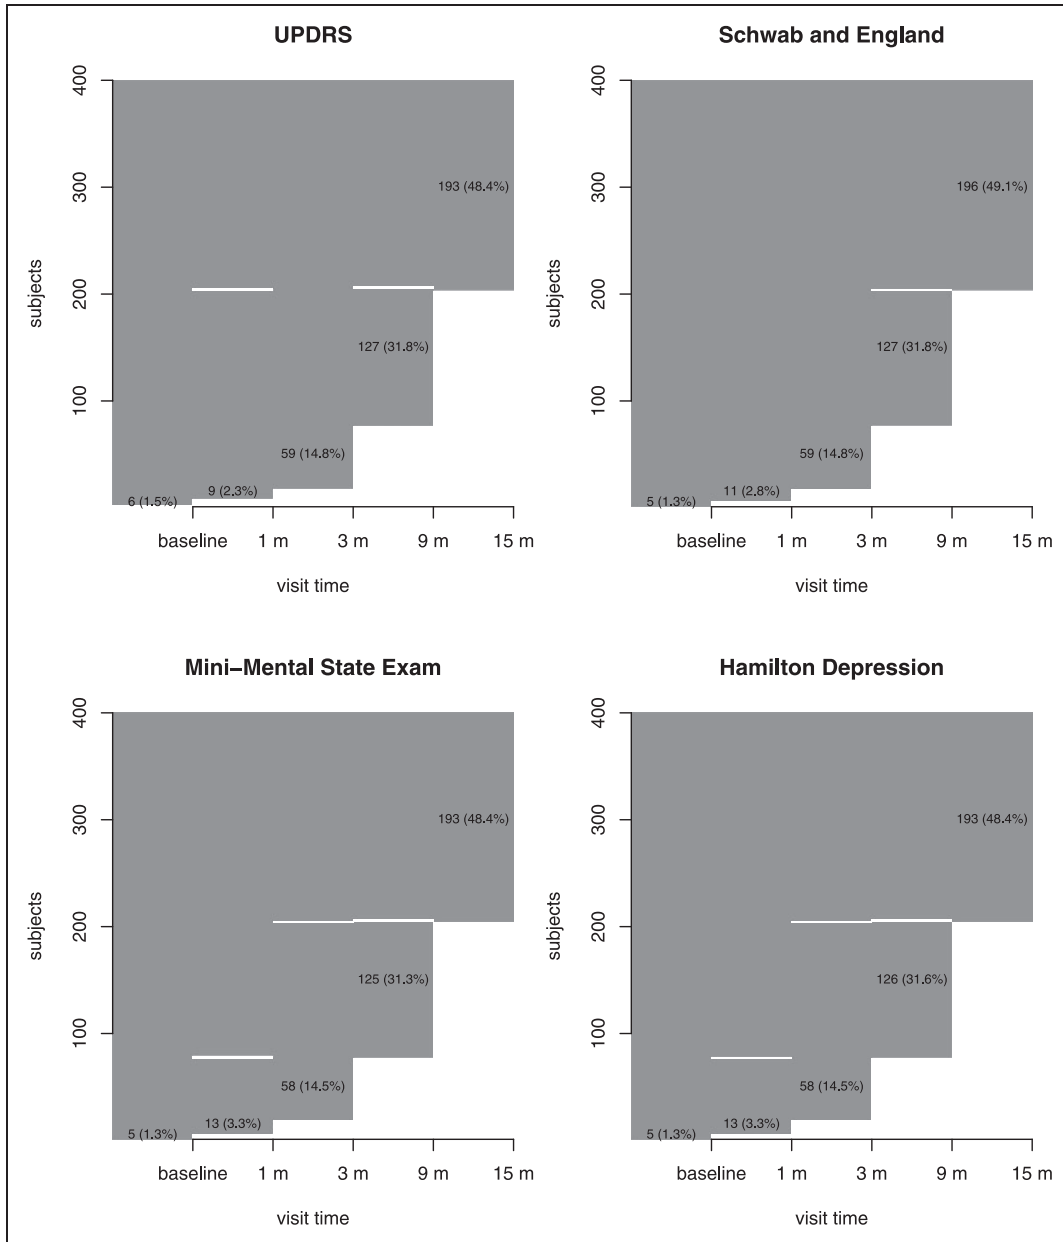 UPDRS
400
300
200
100
subjects
193 (48.4%)
127 (31.8%)
59 (14.8%)
9 (2.3%)
6 (1.5%)
baseline 1 m 3 m 9 m 15 m
visit time
Schwab and England
400
300
200
100
subjects
196 (49.1%)
127 (31.8%)
59 (14.8%)
11 (2.8%)
5 (1.3%)
baseline 1 m 3 m 9 m 15 m
visit time
Mini–Mental State Exam
400
300
200
100
subjects
193 (48.4%)
125 (31.3%)
58 (14.5%)
13 (3.3%)
5 (1.3%)
baseline 1 m 3 m 9 m 15 m
visit time
Hamilton Depression
400
300
200
100
subjects
193 (48.4%)
126 (31.6%)
58 (14.5%)
13 (3.3%)
5 (1.3%)
baseline 1 m 3 m 9 m 15 m
visit time